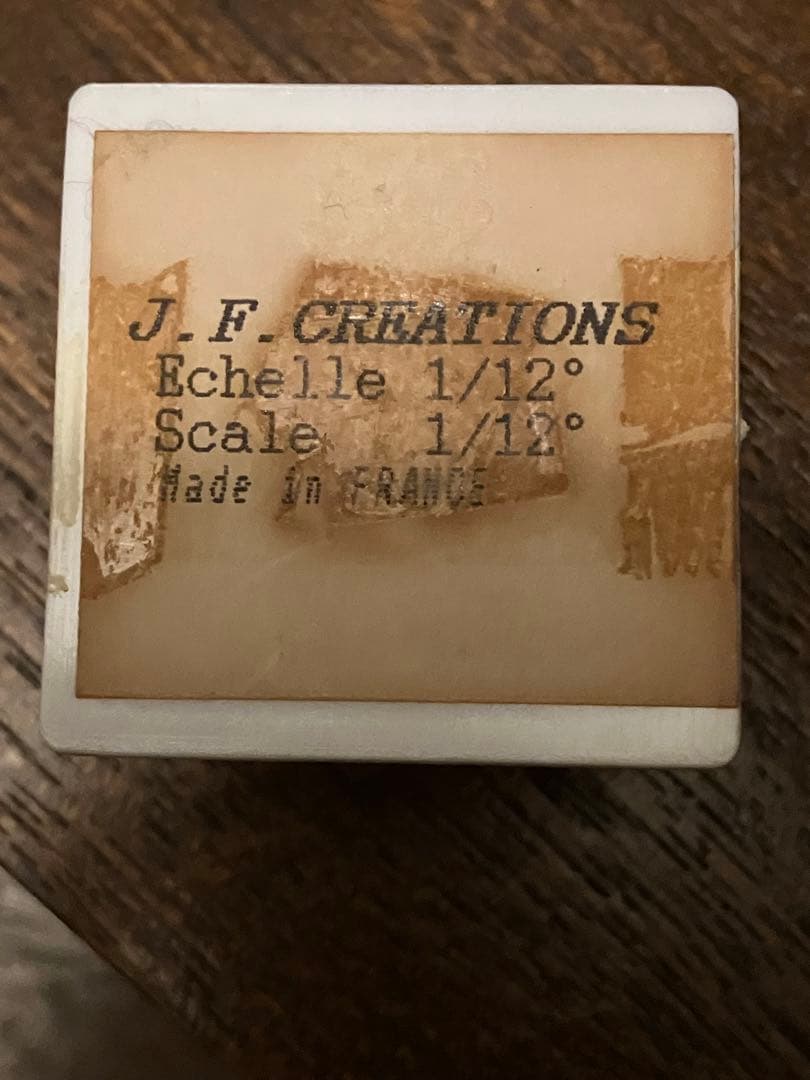 J.F.CREATIONS
Echelle 1/12°
Scale 1/12°
Made in FRANCE